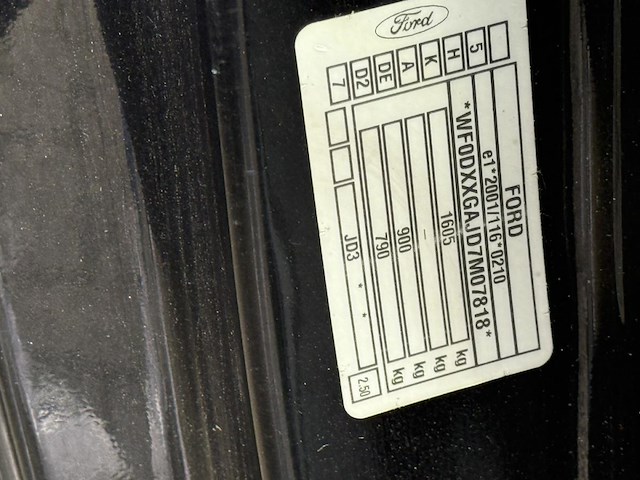 Ford
7 D2 DE A K H 5
FORD
e1*2001/116*0210
*WF0DXXGAJD7M07818*
1605 kg
- kg
900 kg
790 kg
JD3 * * 2.50